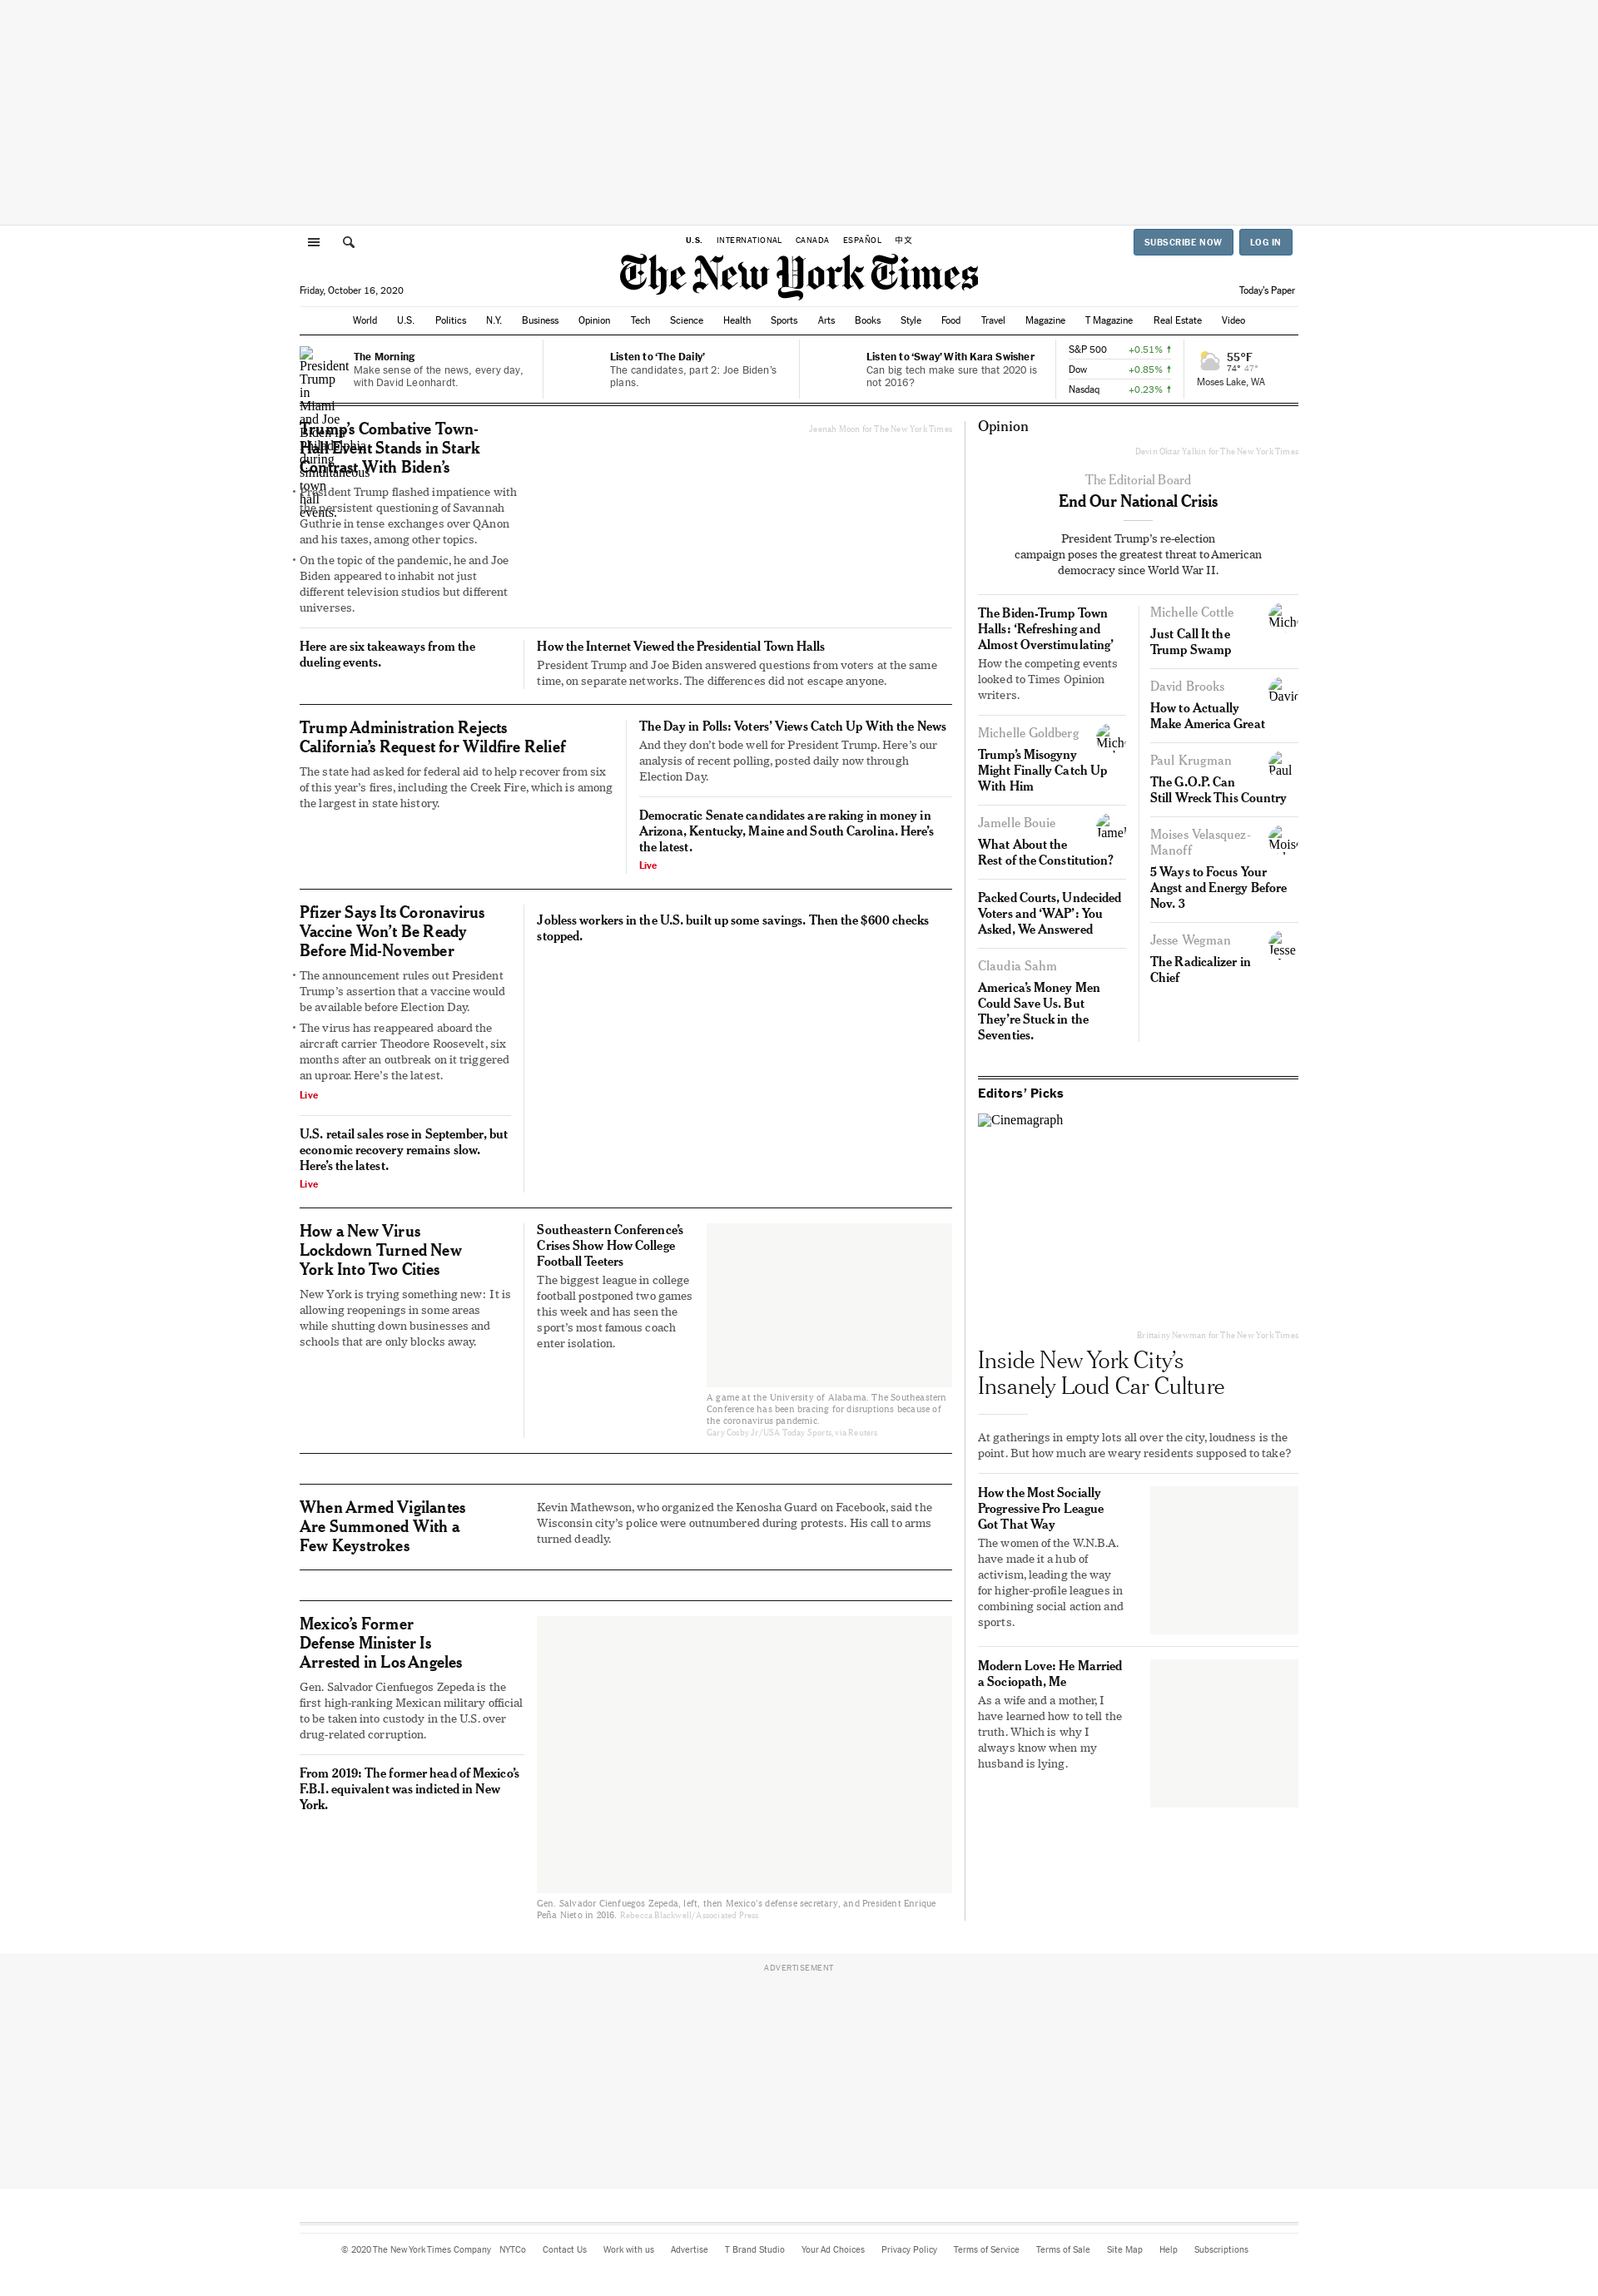 U.S. INTERNATIONAL CANADA ESPAÑOL 中文
SUBSCRIBE NOW LOG IN
The New York Times
Friday, October 16, 2020
Today's Paper
World U.S. Politics N.Y. Business Opinion Tech Science Health Sports Arts Books Style Food Travel Magazine T Magazine Real Estate Video
President
Trump
in
Miami
and Joe
Biden in
Philadelphia
during
simultaneous
town
hall
events.
The Morning
Make sense of the news, every day,
with David Leonhardt.
Listen to ‘The Daily’
The candidates, part 2: Joe Biden’s
plans.
Listen to ‘Sway’ With Kara Swisher
Can big tech make sure that 2020 is
not 2016?
S&P 500 +0.51%
Dow +0.85%
Nasdaq +0.23%
55°F
74° 47°
Moses Lake, WA
Trump’s Combative Town-
Hall Event Stands in Stark
Contrast With Biden’s
• President Trump flashed impatience with
the persistent questioning of Savannah
Guthrie in tense exchanges over QAnon
and his taxes, among other topics.
• On the topic of the pandemic, he and Joe
Biden appeared to inhabit not just
different television studios but different
universes.
Jeenah Moon for The New York Times
Here are six takeaways from the
dueling events.
How the Internet Viewed the Presidential Town Halls
President Trump and Joe Biden answered questions from voters at the same
time, on separate networks. The differences did not escape anyone.
Trump Administration Rejects
California’s Request for Wildfire Relief
The state had asked for federal aid to help recover from six
of this year’s fires, including the Creek Fire, which is among
the largest in state history.
The Day in Polls: Voters’ Views Catch Up With the News
And they don’t bode well for President Trump. Here’s our
analysis of recent polling, posted daily now through
Election Day.
Democratic Senate candidates are raking in money in
Arizona, Kentucky, Maine and South Carolina. Here’s
the latest.
Live
Pfizer Says Its Coronavirus
Vaccine Won’t Be Ready
Before Mid-November
• The announcement rules out President
Trump’s assertion that a vaccine would
be available before Election Day.
• The virus has reappeared aboard the
aircraft carrier Theodore Roosevelt, six
months after an outbreak on it triggered
an uproar. Here’s the latest.
Live
U.S. retail sales rose in September, but
economic recovery remains slow.
Here’s the latest.
Live
Jobless workers in the U.S. built up some savings. Then the $600 checks
stopped.
How a New Virus
Lockdown Turned New
York Into Two Cities
New York is trying something new: It is
allowing reopenings in some areas
while shutting down businesses and
schools that are only blocks away.
Southeastern Conference’s
Crises Show How College
Football Teeters
The biggest league in college
football postponed two games
this week and has seen the
sport’s most famous coach
enter isolation.
A game at the University of Alabama. The Southeastern
Conference has been bracing for disruptions because of
the coronavirus pandemic.
Gary Cosby Jr/USA Today Sports, via Reuters
When Armed Vigilantes
Are Summoned With a
Few Keystrokes
Kevin Mathewson, who organized the Kenosha Guard on Facebook, said the
Wisconsin city’s police were outnumbered during protests. His call to arms
turned deadly.
Mexico’s Former
Defense Minister Is
Arrested in Los Angeles
Gen. Salvador Cienfuegos Zepeda is the
first high-ranking Mexican military official
to be taken into custody in the U.S. over
drug-related corruption.
From 2019: The former head of Mexico’s
F.B.I. equivalent was indicted in New
York.
Gen. Salvador Cienfuegos Zepeda, left, then Mexico’s defense secretary, and President Enrique
Peña Nieto in 2016. Rebecca Blackwell/Associated Press
Opinion
Devin Oktar Yalkin for The New York Times
The Editorial Board
End Our National Crisis
President Trump’s re-election
campaign poses the greatest threat to American
democracy since World War II.
The Biden-Trump Town
Halls: ‘Refreshing and
Almost Overstimulating’
How the competing events
looked to Times Opinion
writers.
Michelle Goldberg
Trump’s Misogyny
Might Finally Catch Up
With Him
Jamelle Bouie
What About the
Rest of the Constitution?
Packed Courts, Undecided
Voters and ‘WAP’: You
Asked, We Answered
Claudia Sahm
America’s Money Men
Could Save Us. But
They’re Stuck in the
Seventies.
Michelle Cottle
Just Call It the
Trump Swamp
David Brooks
How to Actually
Make America Great
Paul Krugman
Paul
The G.O.P. Can
Still Wreck This Country
Moises Velasquez-
Manoff
5 Ways to Focus Your
Angst and Energy Before
Nov. 3
Jesse Wegman
Jesse
The Radicalizer in
Chief
Editors’ Picks
Cinemagraph
Brittainy Newman for The New York Times
Inside New York City’s
Insanely Loud Car Culture
At gatherings in empty lots all over the city, loudness is the
point. But how much are weary residents supposed to take?
How the Most Socially
Progressive Pro League
Got That Way
The women of the W.N.B.A.
have made it a hub of
activism, leading the way
for higher-profile leagues in
combining social action and
sports.
Modern Love: He Married
a Sociopath, Me
As a wife and a mother, I
have learned how to tell the
truth. Which is why I
always know when my
husband is lying.
ADVERTISEMENT
© 2020 The New York Times Company NYTCo Contact Us Work with us Advertise T Brand Studio Your Ad Choices Privacy Policy Terms of Service Terms of Sale Site Map Help Subscriptions